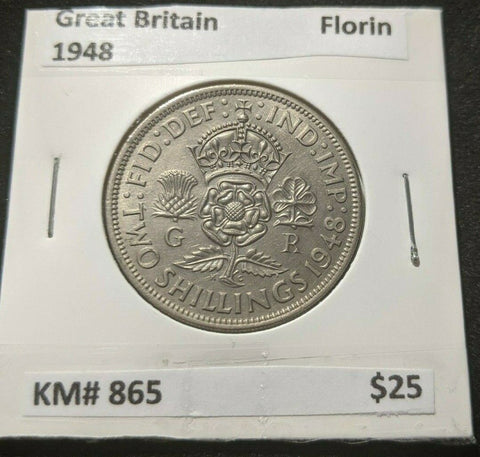 Great Britain Florin
1948
FID:DEF: :IND:IMP:
TWO SHILLINGS 1948
G R
KM# 865 $25